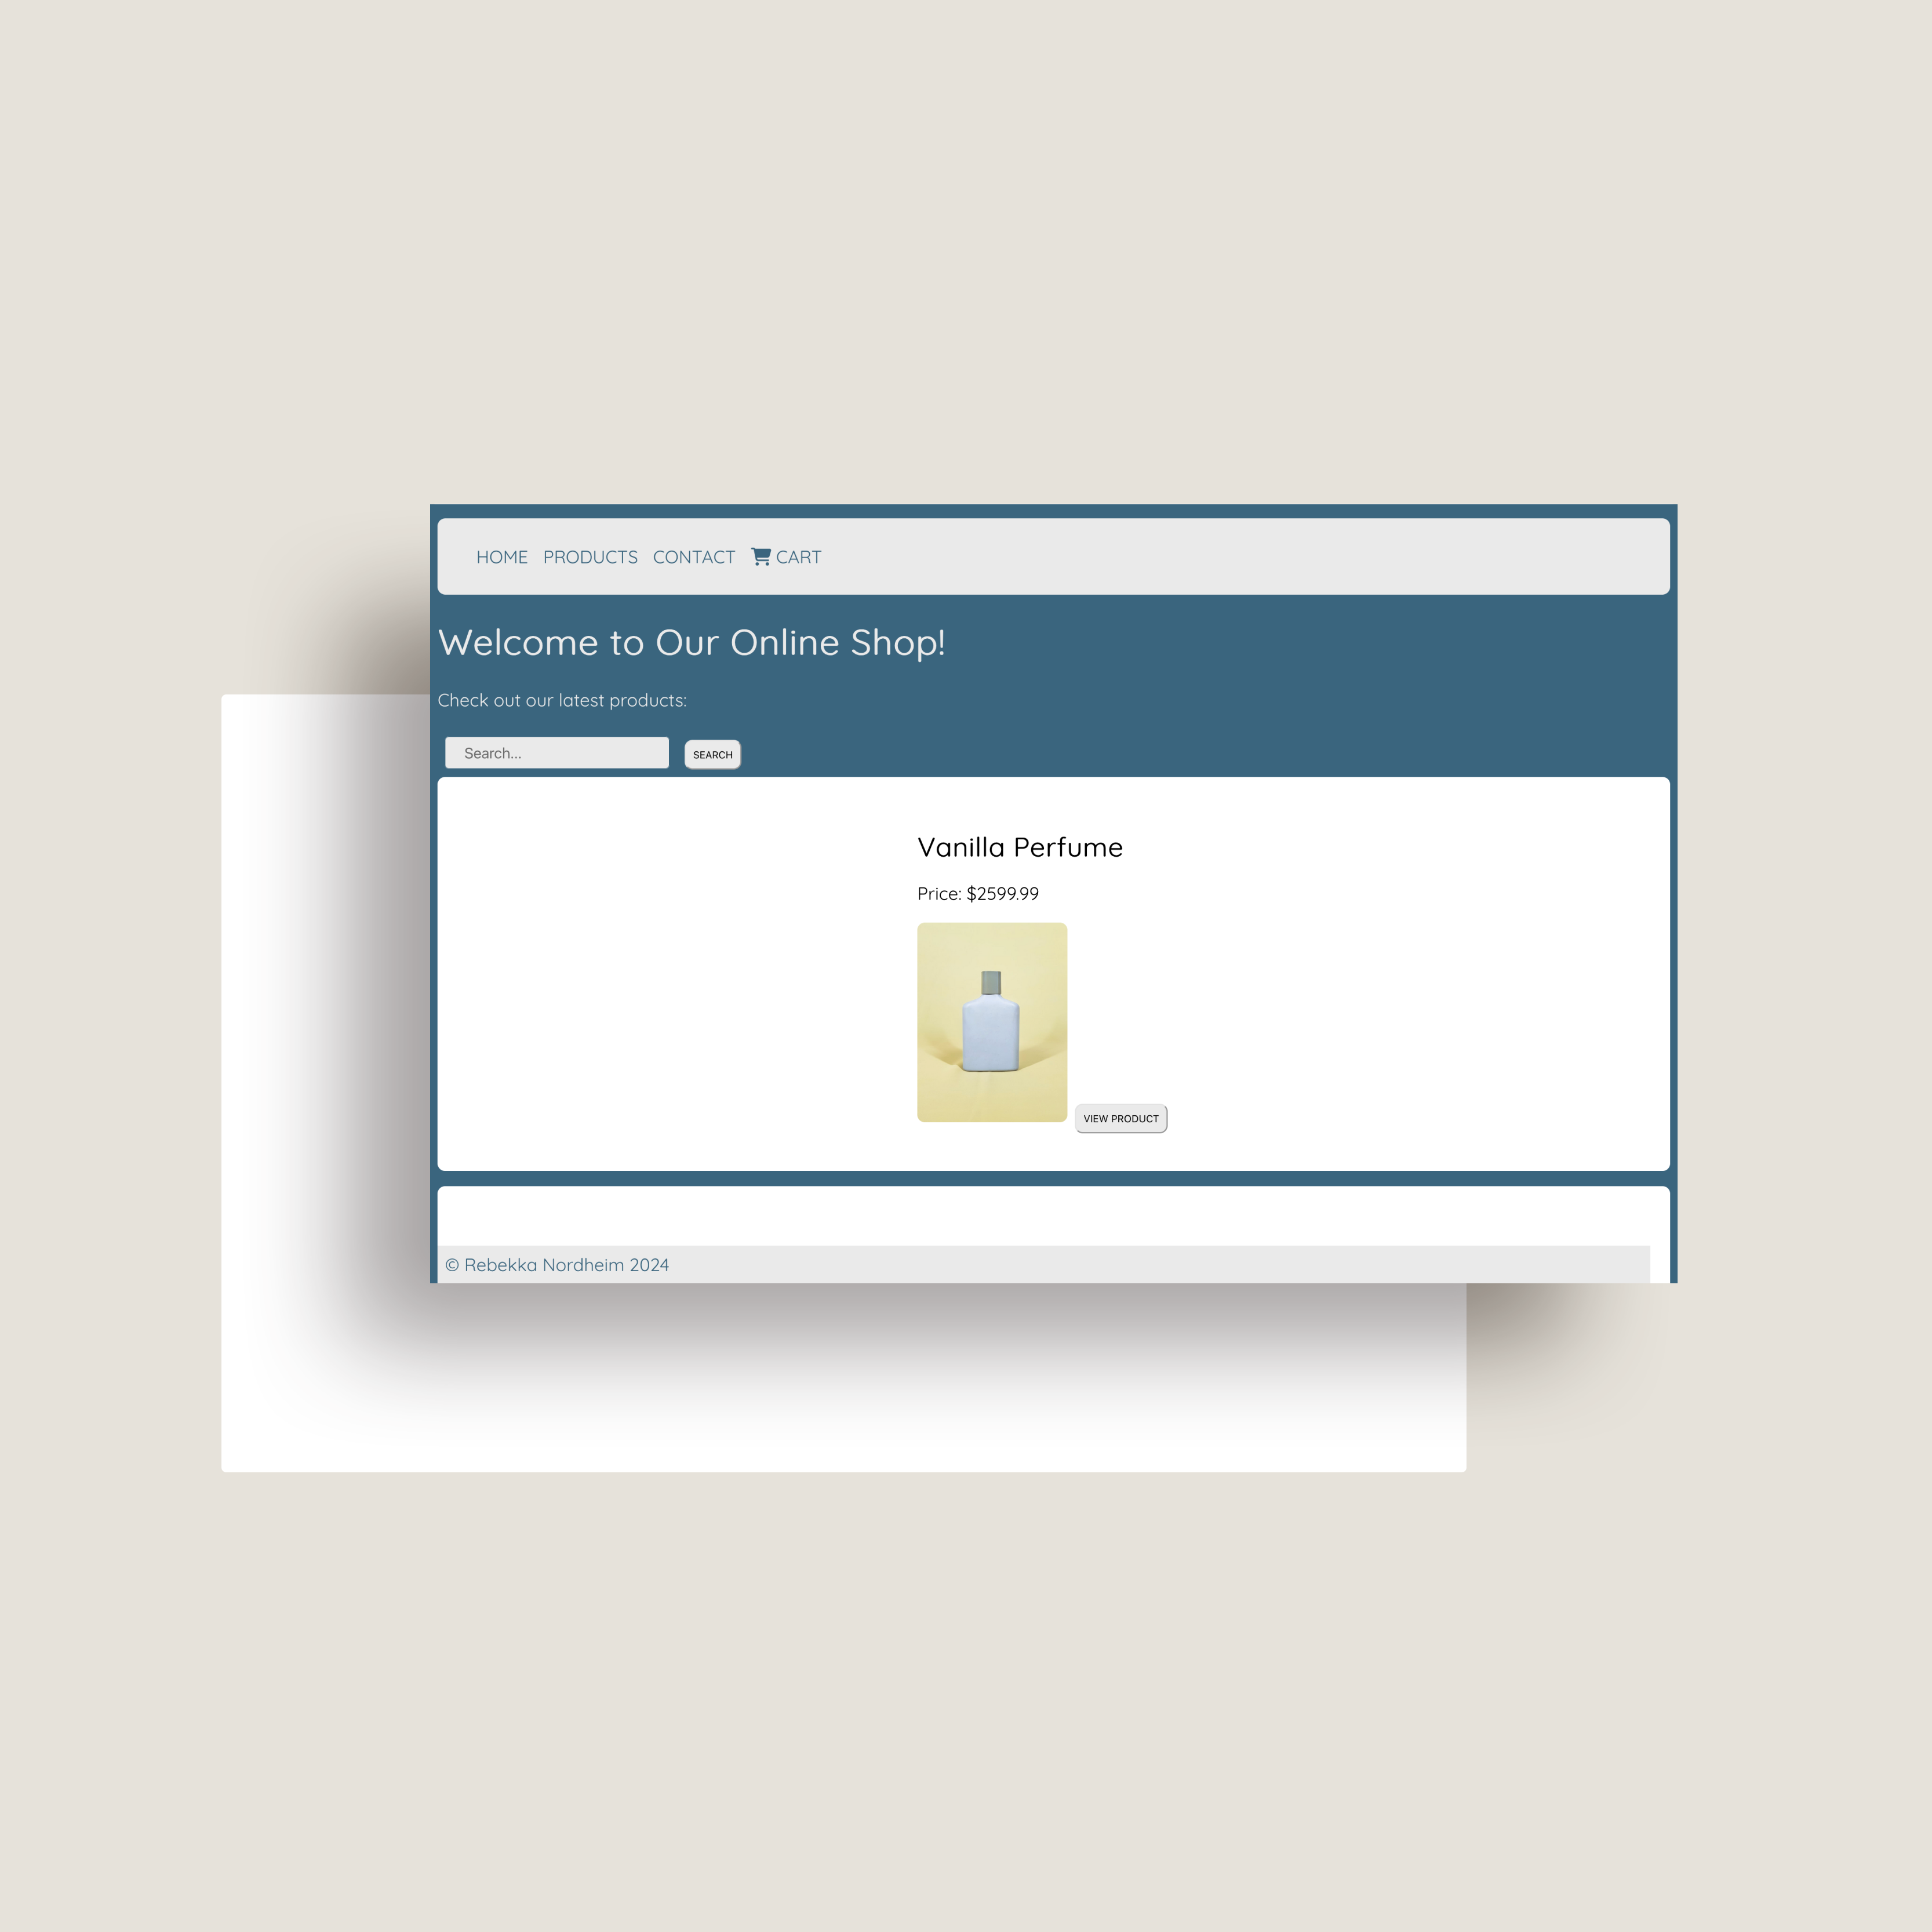 HOME PRODUCTS CONTACT CART
Welcome to Our Online Shop!
Check out our latest products:
Search... SEARCH
Vanilla Perfume
Price: $2599.99
VIEW PRODUCT
© Rebekka Nordheim 2024